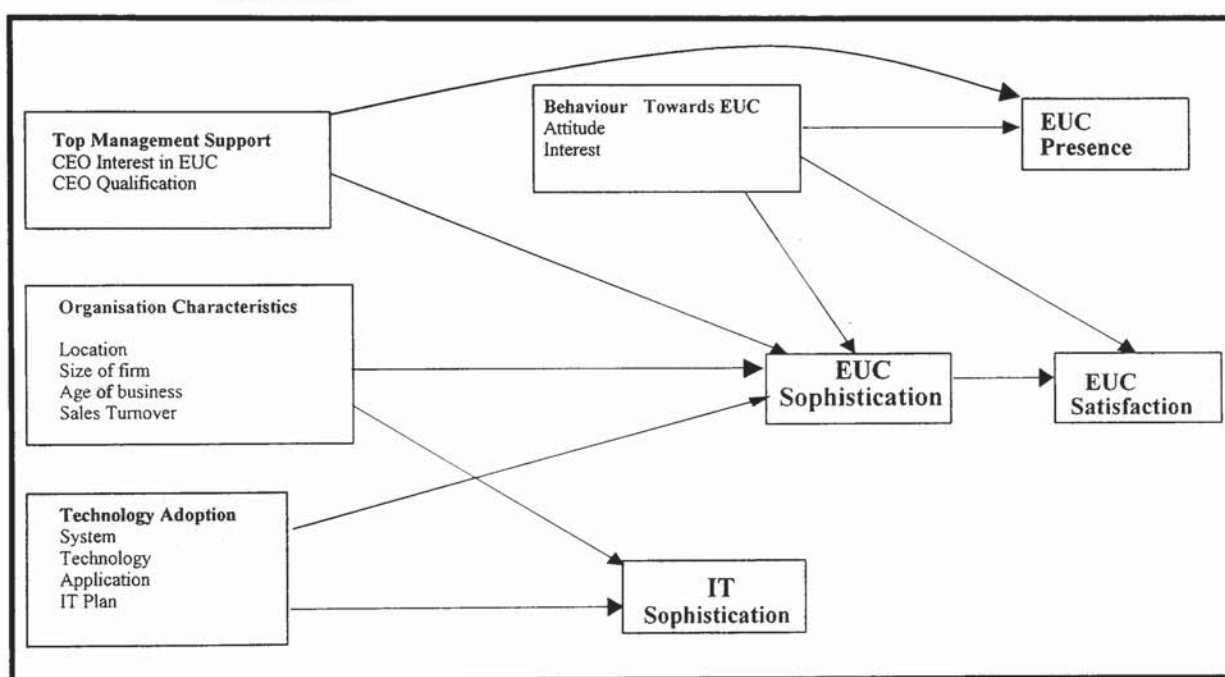 Behaviour Towards EUC
Attitude
Interest
EUC
Presence
Top Management Support
CEO Interest in EUC
CEO Qualification
Organisation Characteristics
Location
Size of firm
Age of business
Sales Turnover
EUC
Sophistication
EUC
Satisfaction
Technology Adoption
System
Technology
Application
IT Plan
IT
Sophistication